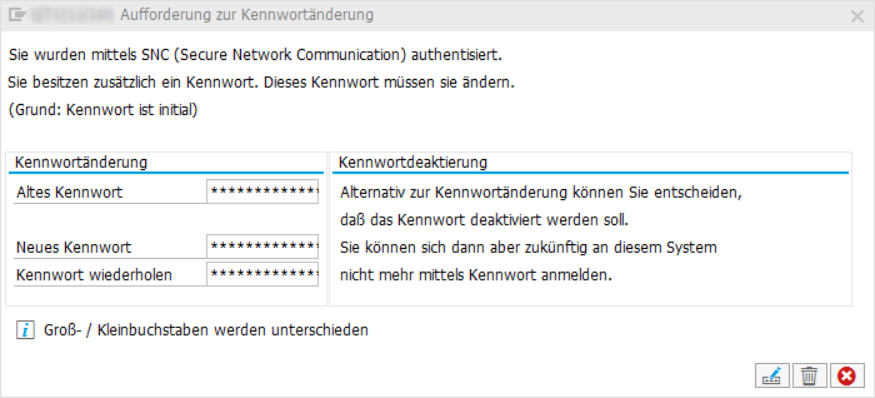 Aufforderung zur Kennwortänderung
Sie wurden mittels SNC (Secure Network Communication) authentisiert.
Sie besitzen zusätzlich ein Kennwort. Dieses Kennwort müssen sie ändern.
(Grund: Kennwort ist initial)
Kennwortänderung
Altes Kennwort *************
Neues Kennwort *************
Kennwort wiederholen *************
Kennwortdeaktierung
Alternativ zur Kennwortänderung können Sie entscheiden,
daß das Kennwort deaktiviert werden soll.
Sie können sich dann aber zukünftig an diesem System
nicht mehr mittels Kennwort anmelden.
Groß- / Kleinbuchstaben werden unterschieden